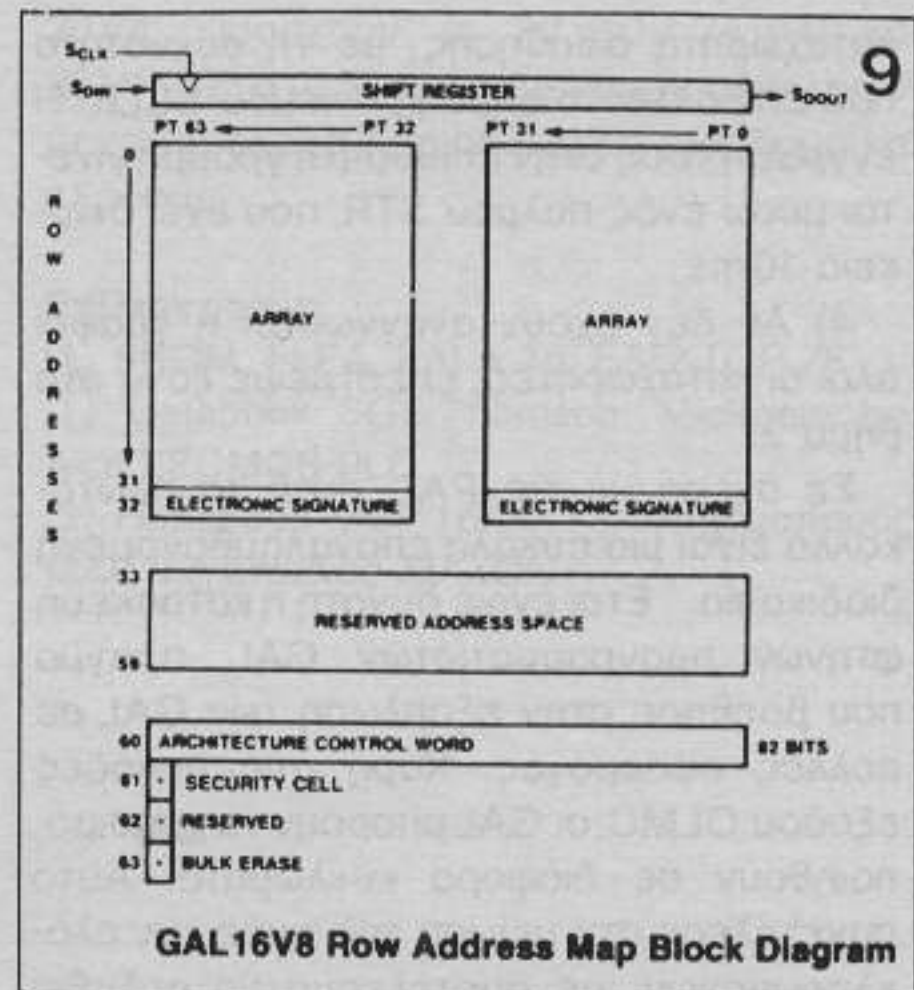 9
SCLK
SDIN
SHIFT REGISTER
SDOUT
PT 63
PT 32
PT 31
PT 0
0
ROW ADDRESSES
ARRAY
ARRAY
31
32
ELECTRONIC SIGNATURE
ELECTRONIC SIGNATURE
33
RESERVED ADDRESS SPACE
59
60 ARCHITECTURE CONTROL WORD 82 BITS
61 SECURITY CELL
62 RESERVED
63 BULK ERASE
GAL16V8 Row Address Map Block Diagram